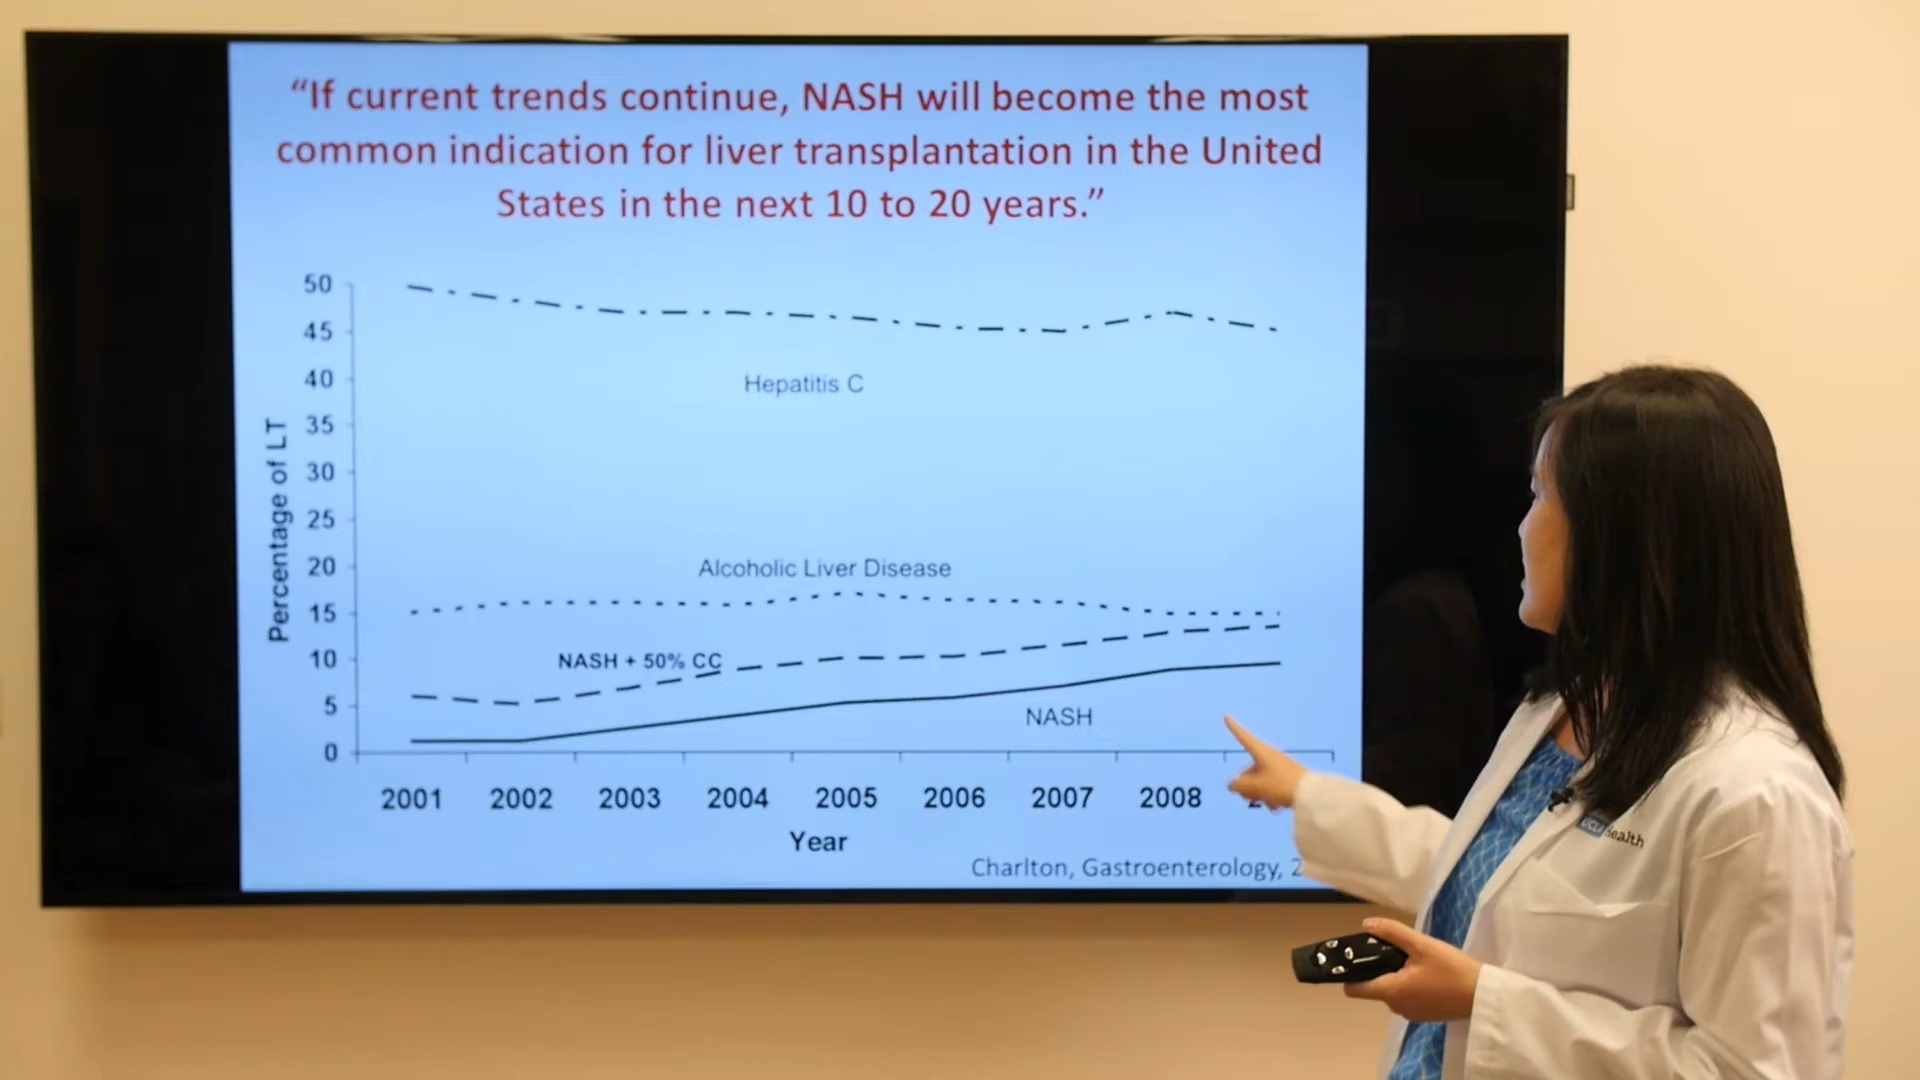 “If current trends continue, NASH will become the most
common indication for liver transplantation in the United
States in the next 10 to 20 years.”
50
45
40
35
30
25
20
15
10
5
0
Percentage of LT
Hepatitis C
Alcoholic Liver Disease
NASH + 50% CC
NASH
2001 2002 2003 2004 2005 2006 2007 2008
Year
Charlton, Gastroenterology,
UCLA Health